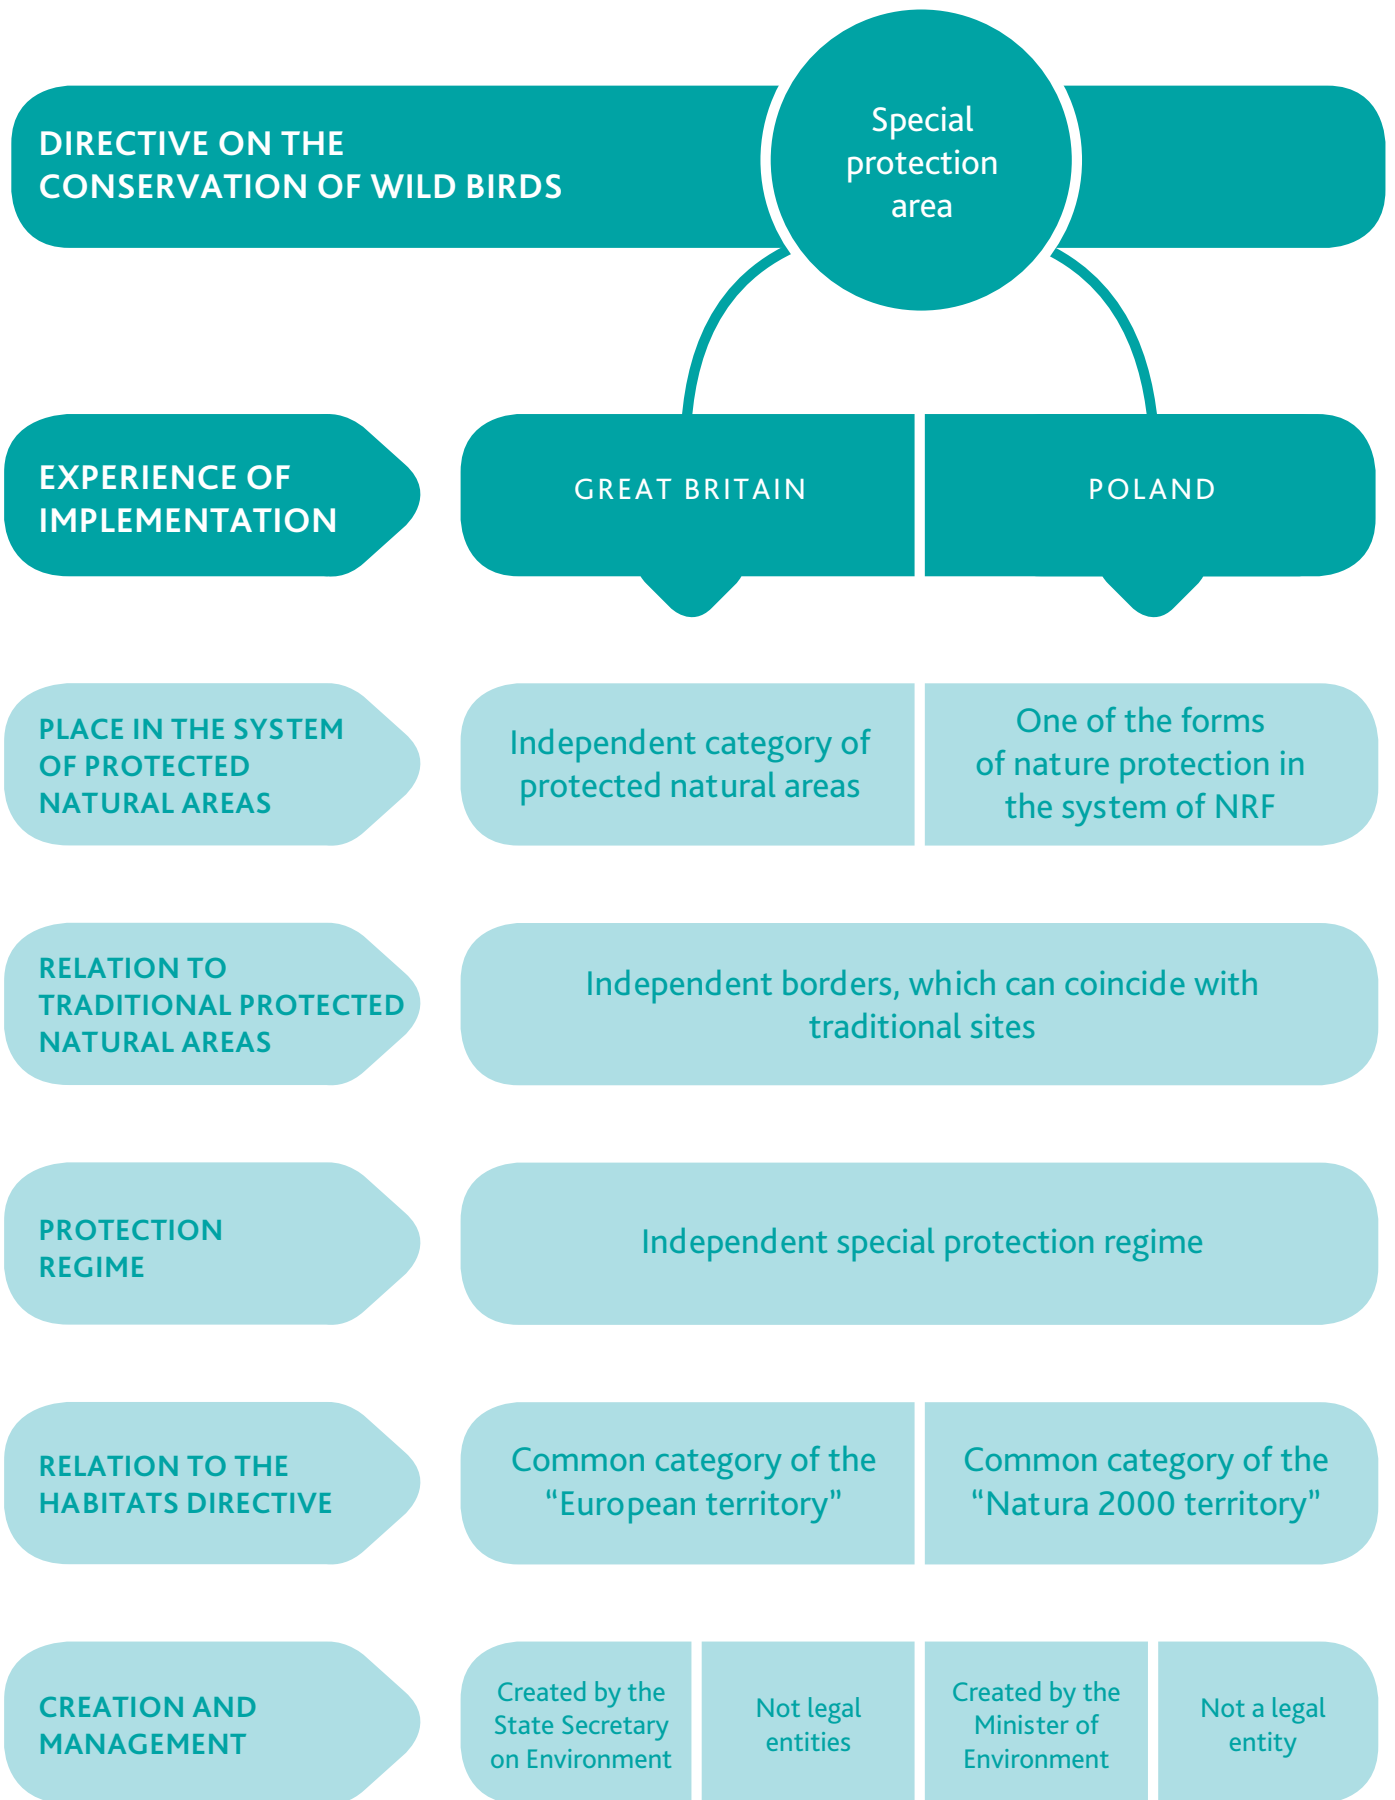 DIRECTIVE ON THE
CONSERVATION OF WILD BIRDS
Special
protection
area
EXPERIENCE OF
IMPLEMENTATION
GREAT BRITAIN
POLAND
PLACE IN THE SYSTEM
OF PROTECTED
NATURAL AREAS
Independent category of
protected natural areas
One of the forms
of nature protection in
the system of NRF
RELATION TO
TRADITIONAL PROTECTED
NATURAL AREAS
Independent borders, which can coincide with
traditional sites
PROTECTION
REGIME
Independent special protection regime
RELATION TO THE
HABITATS DIRECTIVE
Common category of the
“European territory”
Common category of the
“Natura 2000 territory”
CREATION AND
MANAGEMENT
Created by the
State Secretary
on Environment
Not legal
entities
Created by the
Minister of
Environment
Not a legal
entity